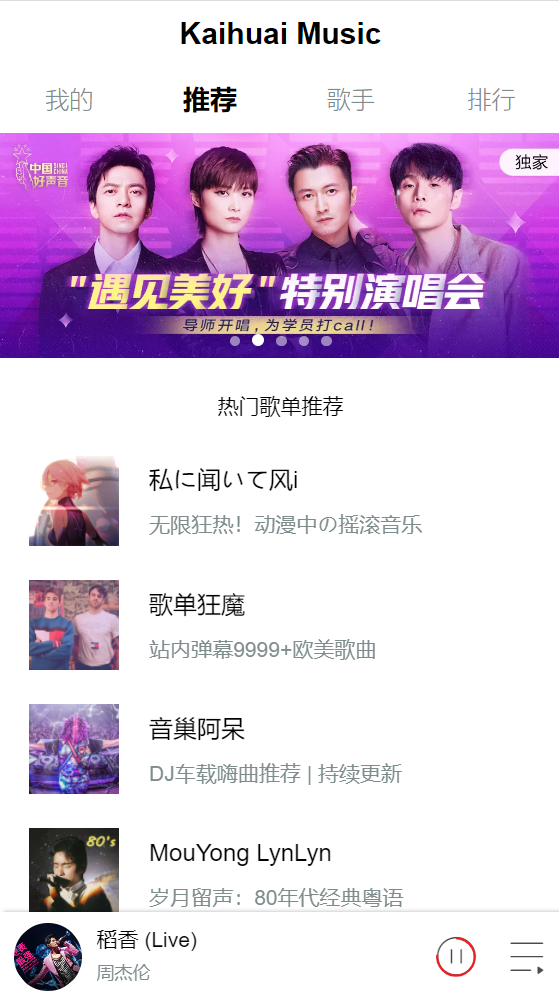 Kaihuai Music
我的
推荐
歌手
排行
中国
好声音
SING!
CHINA
独家
"遇见美好"特别演唱会
导师开唱,为学员打call!
热门歌单推荐
私に闻いて风i
无限狂热！动漫中の摇滚音乐
歌单狂魔
站内弹幕9999+欧美歌曲
音巢阿呆
DJ车载嗨曲推荐 | 持续更新
80's
MouYong LynLyn
岁月留声：80年代经典粤语
稻香 (Live)
周杰伦